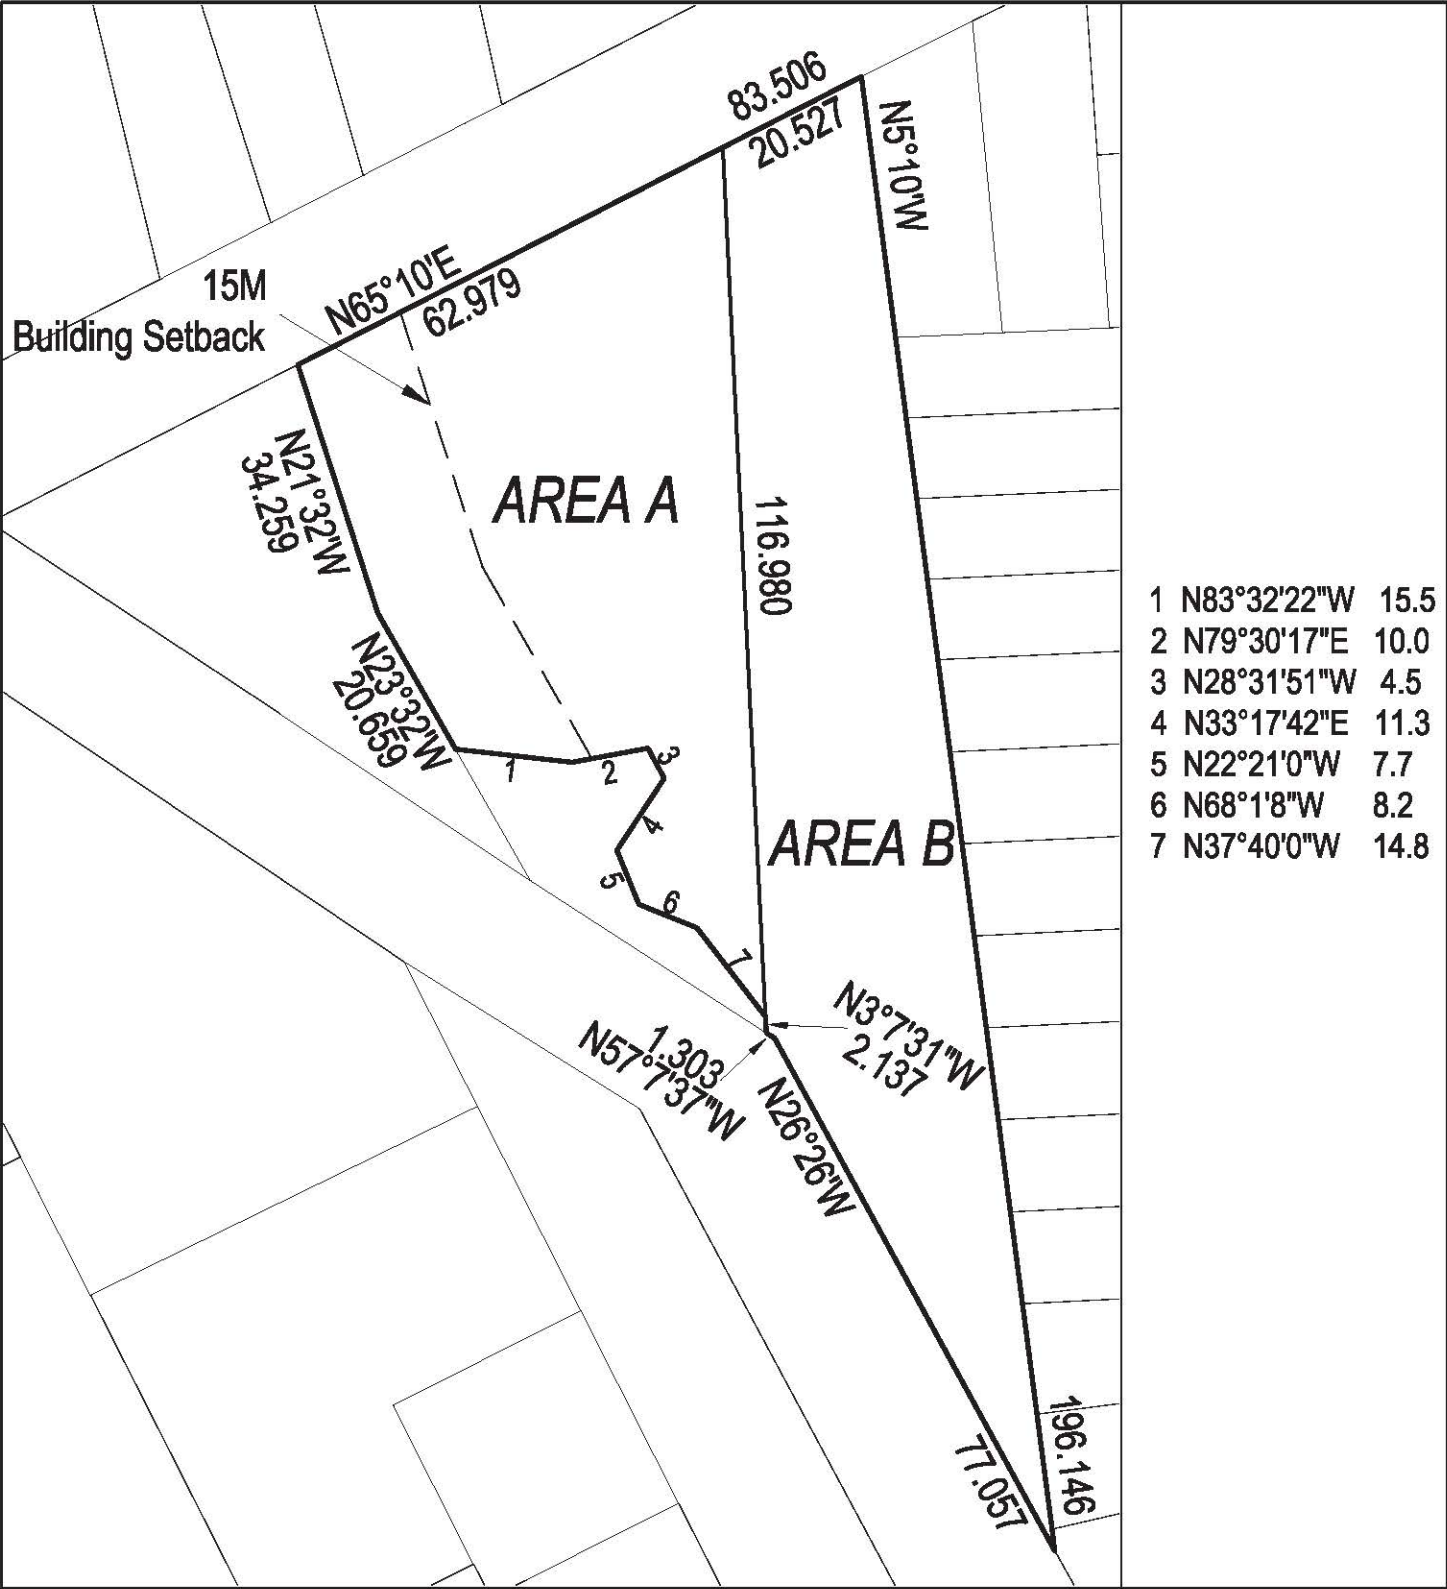 83.506
20.527
N5°10'W
15M
Building Setback
N65°10'E
62.979
N21°32'W
34.259
AREA A
116.980
N23°32'W
20.659
1 N83°32'22"W 15.5
2 N79°30'17"E 10.0
3 N28°31'51"W 4.5
4 N33°17'42"E 11.3
5 N22°21'0"W 7.7
6 N68°1'8"W 8.2
7 N37°40'0"W 14.8
1
2
3
4
5
6
7
AREA B
N3°7'31"W
2.137
1.303
N57°7'37"W
N26°26'W
77.057
196.146